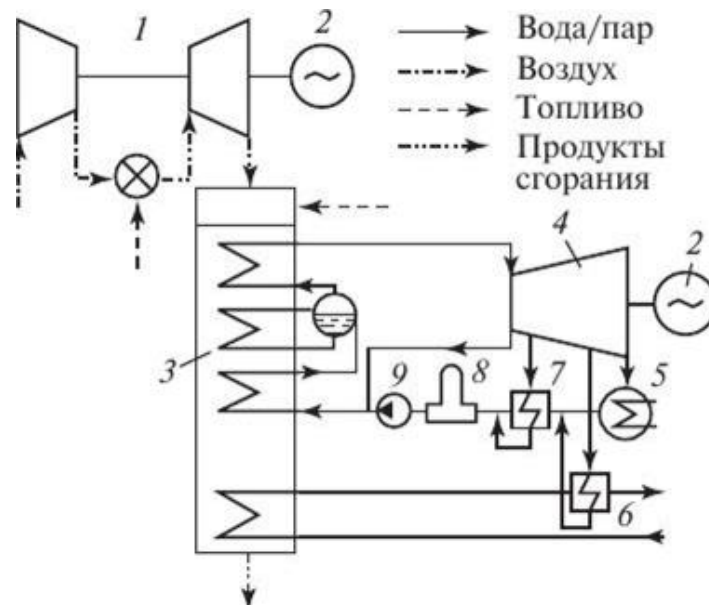 1
2
Вода/пар
Воздух
Топливо
Продукты
сгорания
4
2
3
9
8
7
5
6